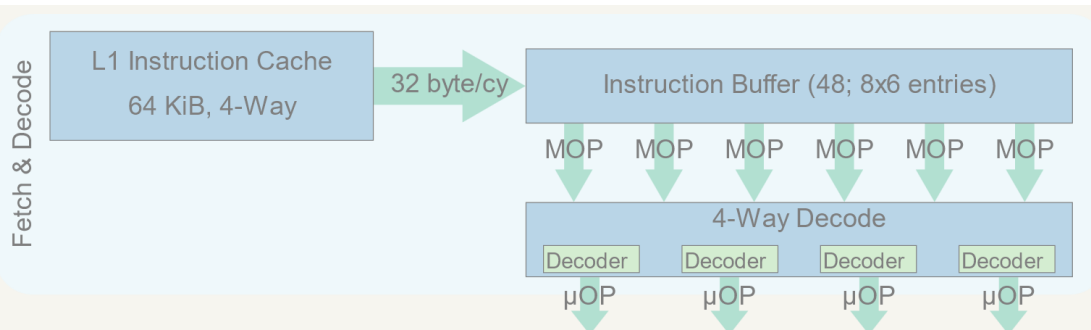 Fetch & Decode
L1 Instruction Cache
64 KiB, 4-Way
32 byte/cy
Instruction Buffer (48; 8x6 entries)
MOP MOP MOP MOP MOP MOP
4-Way Decode
Decoder Decoder Decoder Decoder
µOP µOP µOP µOP